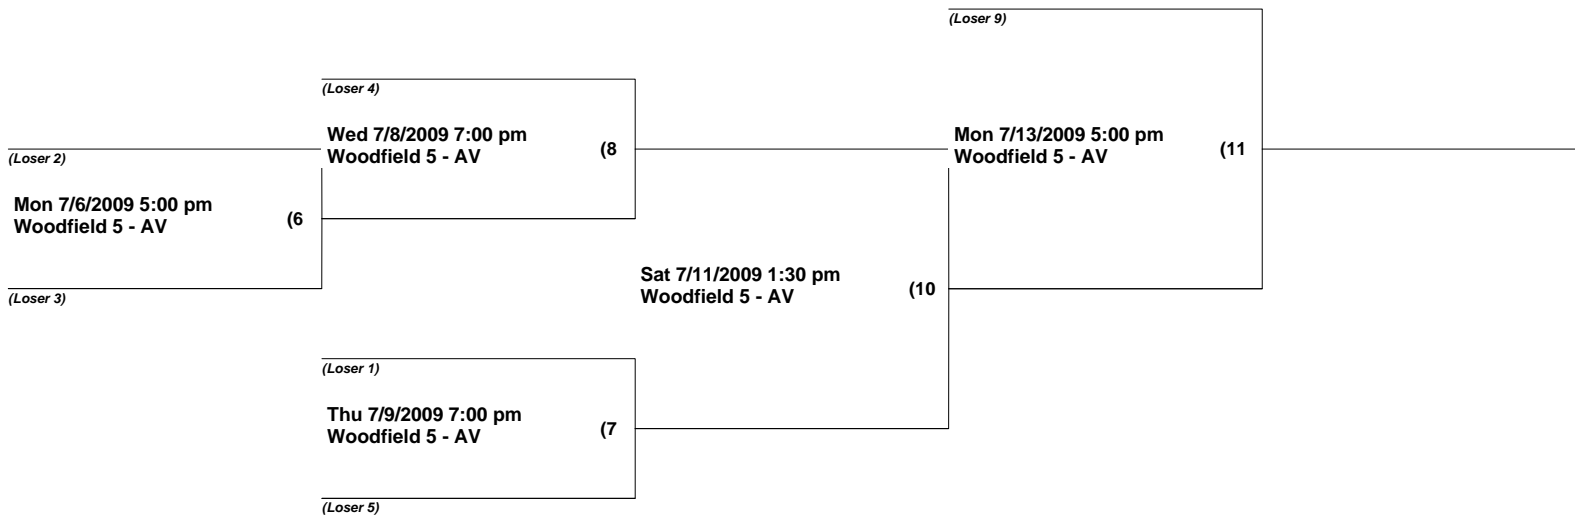 (Loser 9)
(Loser 4)
Wed 7/8/2009 7:00 pm
Woodfield 5 - AV
(8
Mon 7/13/2009 5:00 pm
Woodfield 5 - AV
(11
(Loser 2)
Mon 7/6/2009 5:00 pm
Woodfield 5 - AV
(6
Sat 7/11/2009 1:30 pm
Woodfield 5 - AV
(10
(Loser 3)
(Loser 1)
Thu 7/9/2009 7:00 pm
Woodfield 5 - AV
(7
(Loser 5)